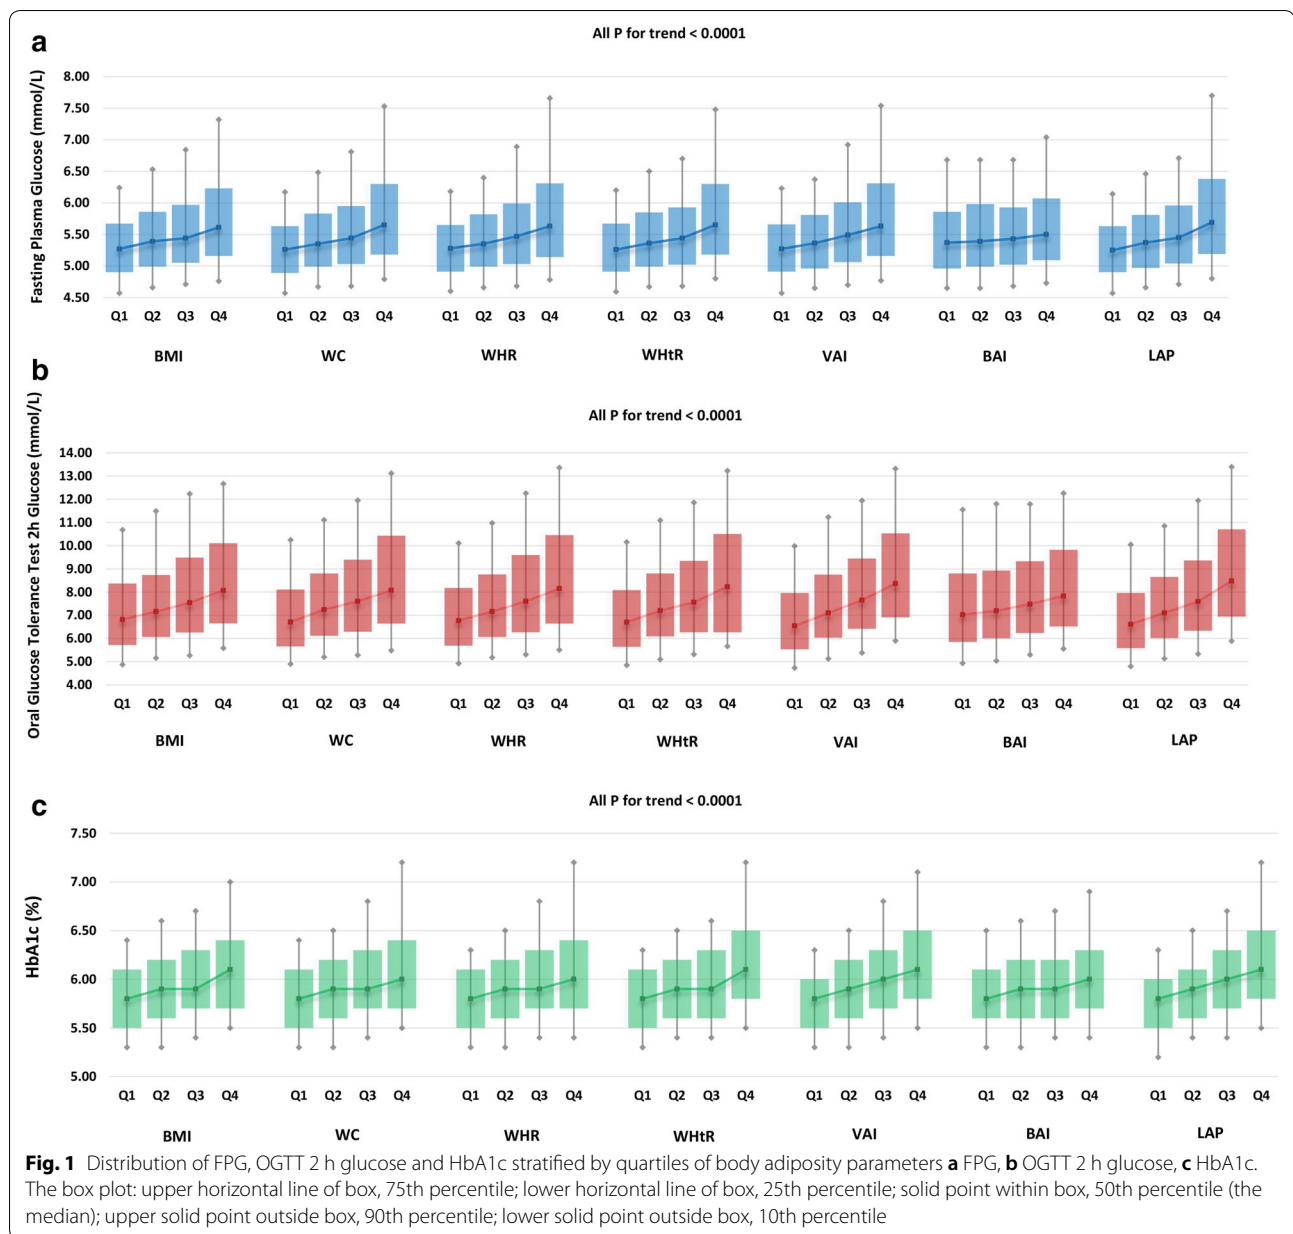 a
All P for trend < 0.0001
Fasting Plasma Glucose (mmol/L)
8.00
7.50
7.00
6.50
6.00
5.50
5.00
4.50
Q1 Q2 Q3 Q4 Q1 Q2 Q3 Q4 Q1 Q2 Q3 Q4 Q1 Q2 Q3 Q4 Q1 Q2 Q3 Q4 Q1 Q2 Q3 Q4 Q1 Q2 Q3 Q4
BMI WC WHR WHtR VAI BAI LAP
b
All P for trend < 0.0001
Oral Glucose Tolerance Test 2h Glucose (mmol/L)
14.00
13.00
12.00
11.00
10.00
9.00
8.00
7.00
6.00
5.00
4.00
Q1 Q2 Q3 Q4 Q1 Q2 Q3 Q4 Q1 Q2 Q3 Q4 Q1 Q2 Q3 Q4 Q1 Q2 Q3 Q4 Q1 Q2 Q3 Q4 Q1 Q2 Q3 Q4
BMI WC WHR WHtR VAI BAI LAP
c
All P for trend < 0.0001
HbA1c (%)
7.50
7.00
6.50
6.00
5.50
5.00
Q1 Q2 Q3 Q4 Q1 Q2 Q3 Q4 Q1 Q2 Q3 Q4 Q1 Q2 Q3 Q4 Q1 Q2 Q3 Q4 Q1 Q2 Q3 Q4 Q1 Q2 Q3 Q4
BMI WC WHR WHtR VAI BAI LAP
Fig. 1 Distribution of FPG, OGTT 2 h glucose and HbA1c stratified by quartiles of body adiposity parameters a FPG, b OGTT 2 h glucose, c HbA1c.
The box plot: upper horizontal line of box, 75th percentile; lower horizontal line of box, 25th percentile; solid point within box, 50th percentile (the
median); upper solid point outside box, 90th percentile; lower solid point outside box, 10th percentile